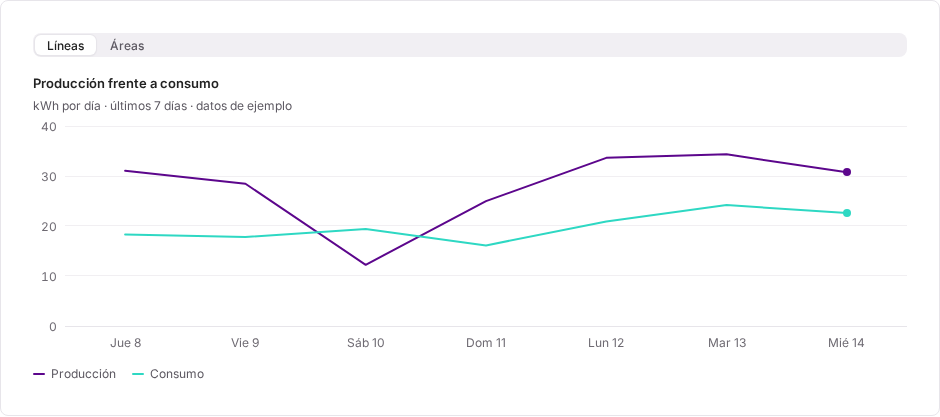 Líneas Áreas
Producción frente a consumo
kWh por día · últimos 7 días · datos de ejemplo
40
30
20
10
0
Jue 8 Vie 9 Sáb 10 Dom 11 Lun 12 Mar 13 Mié 14
Producción Consumo